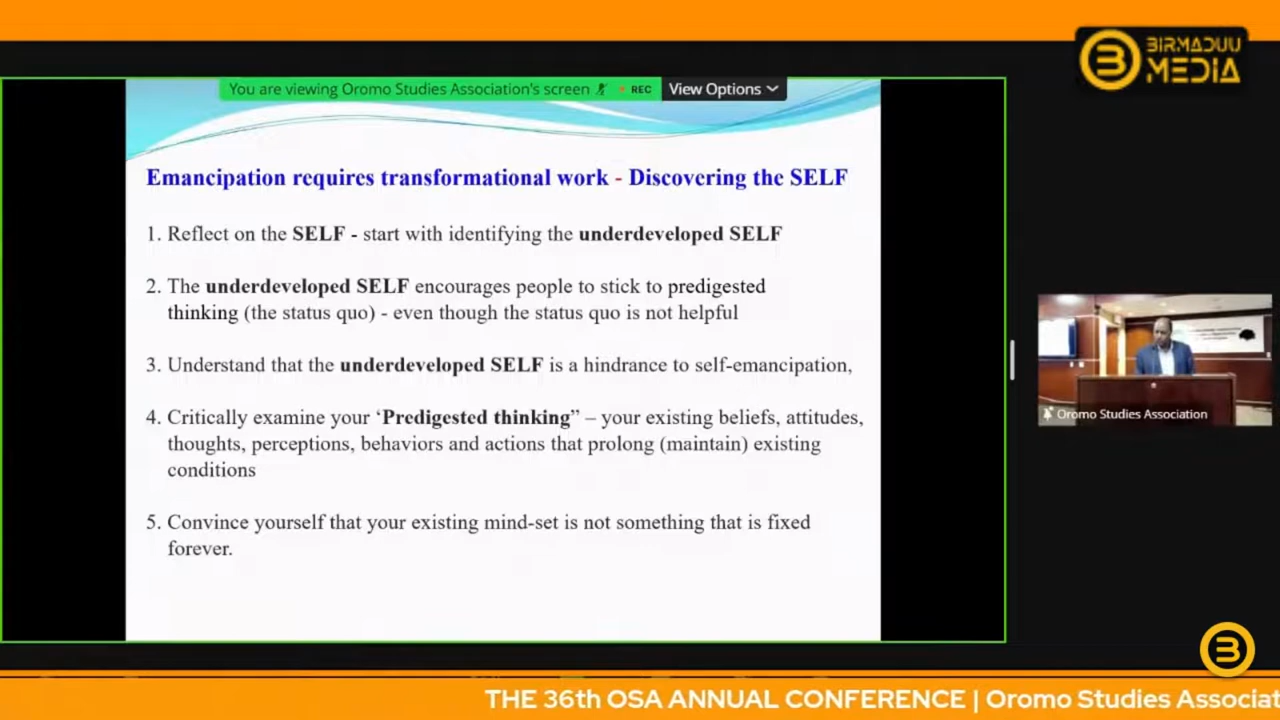 BIRMADUU
MEDIA
You are viewing Oromo Studies Association's screen REC View Options
Emancipation requires transformational work - Discovering the SELF
1. Reflect on the SELF - start with identifying the underdeveloped SELF
2. The underdeveloped SELF encourages people to stick to predigested
thinking (the status quo) - even though the status quo is not helpful
3. Understand that the underdeveloped SELF is a hindrance to self-emancipation,
4. Critically examine your ‘Predigested thinking” – your existing beliefs, attitudes,
thoughts, perceptions, behaviors and actions that prolong (maintain) existing
conditions
5. Convince yourself that your existing mind-set is not something that is fixed
forever.
Oromo Studies Association
THE 36th OSA ANNUAL CONFERENCE | Oromo Studies Associat